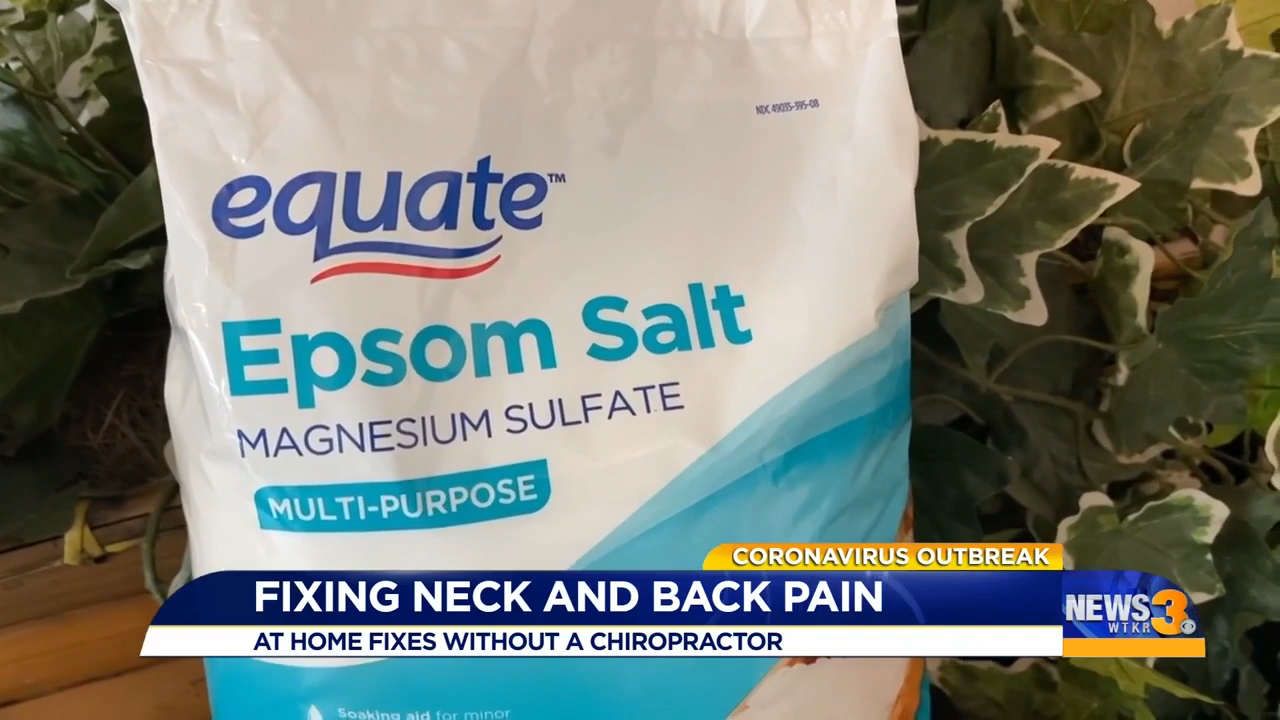 NDC 49035-395-08
equate™
Epsom Salt
MAGNESIUM SULFATE
MULTI-PURPOSE
CORONAVIRUS OUTBREAK
FIXING NECK AND BACK PAIN
AT HOME FIXES WITHOUT A CHIROPRACTOR
NEWS 3
WTKR
Soaking aid for minor